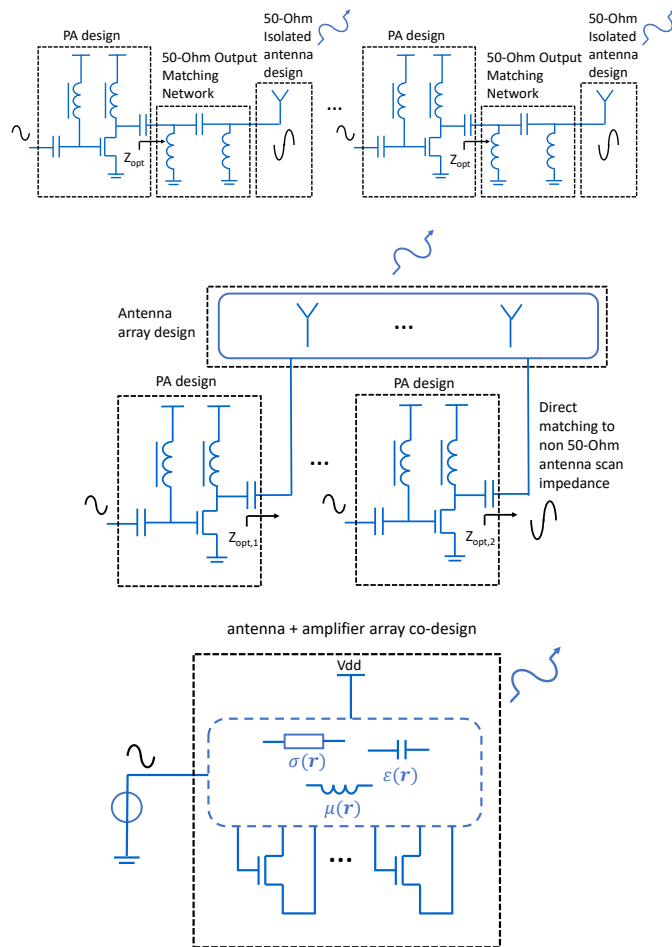 PA design
50-Ohm Output
Matching
Network
50-Ohm
Isolated
antenna
design
Zopt
...
PA design
50-Ohm Output
Matching
Network
50-Ohm
Isolated
antenna
design
Zopt
Antenna
array design
...
PA design
Zopt,1
...
PA design
Zopt,2
Direct
matching to
non 50-Ohm
antenna scan
impedance
antenna + amplifier array co-design
Vdd
σ(r)
ε(r)
μ(r)
...